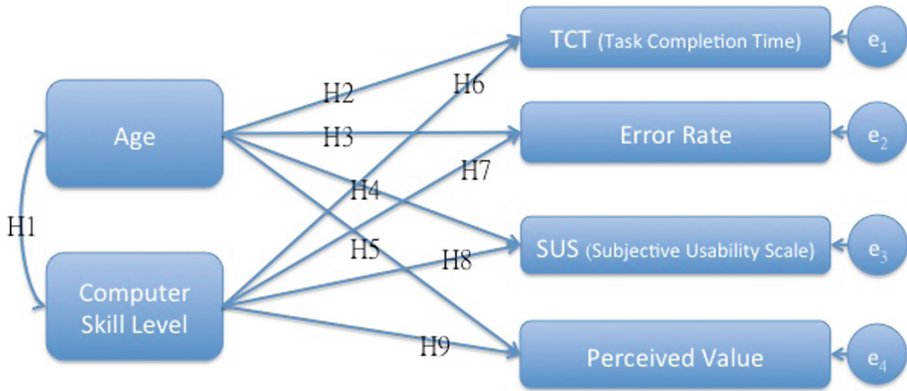 TCT (Task Completion Time)
e1
H2
H6
Age
H3
Error Rate
e2
H7
H4
H1
H5
H8
SUS (Subjective Usability Scale)
e3
Computer
Skill Level
H9
Perceived Value
e4